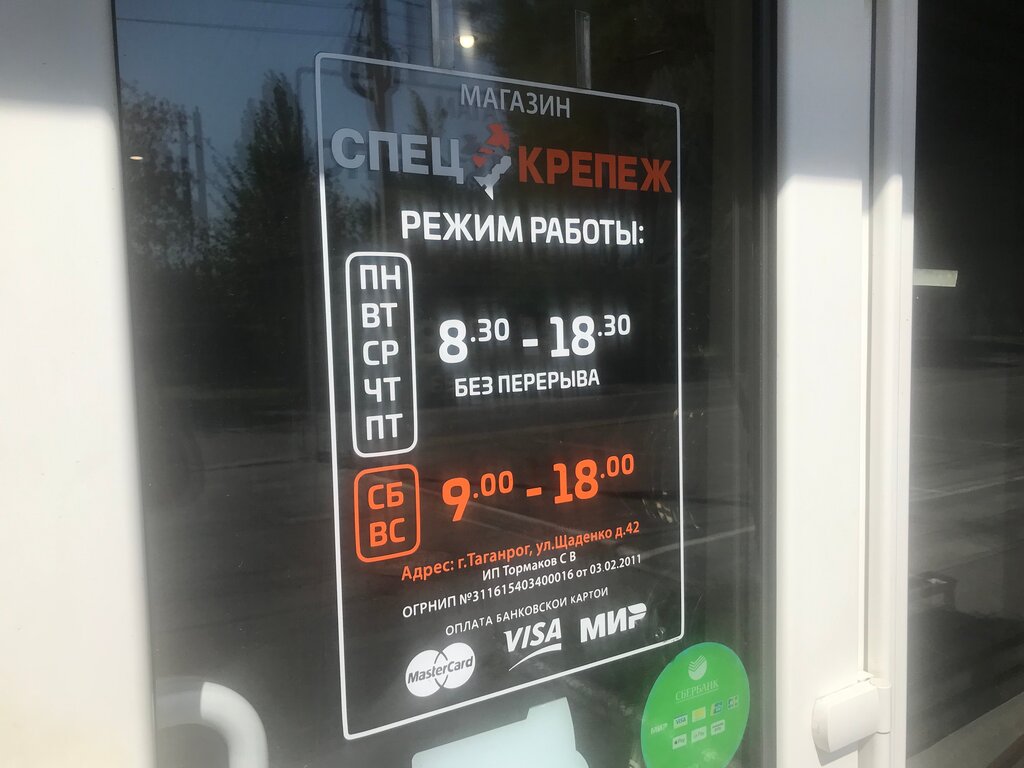 МАГАЗИН
СПЕЦ КРЕПЕЖ
РЕЖИМ РАБОТЫ:
ПН
ВТ
СР
ЧТ
ПТ
8.30 - 18.30
БЕЗ ПЕРЕРЫВА
СБ
ВС
9.00 - 18.00
Адрес: г.Таганрог, ул.Щаденко д.42
ИП Тормаков С В
ОГРНИП №311615403400016 от 03.02.2011
ОПЛАТА БАНКОВСКОЙ КАРТОЙ
MasterCard VISA МИР
СБЕРБАНК
МИР VISA